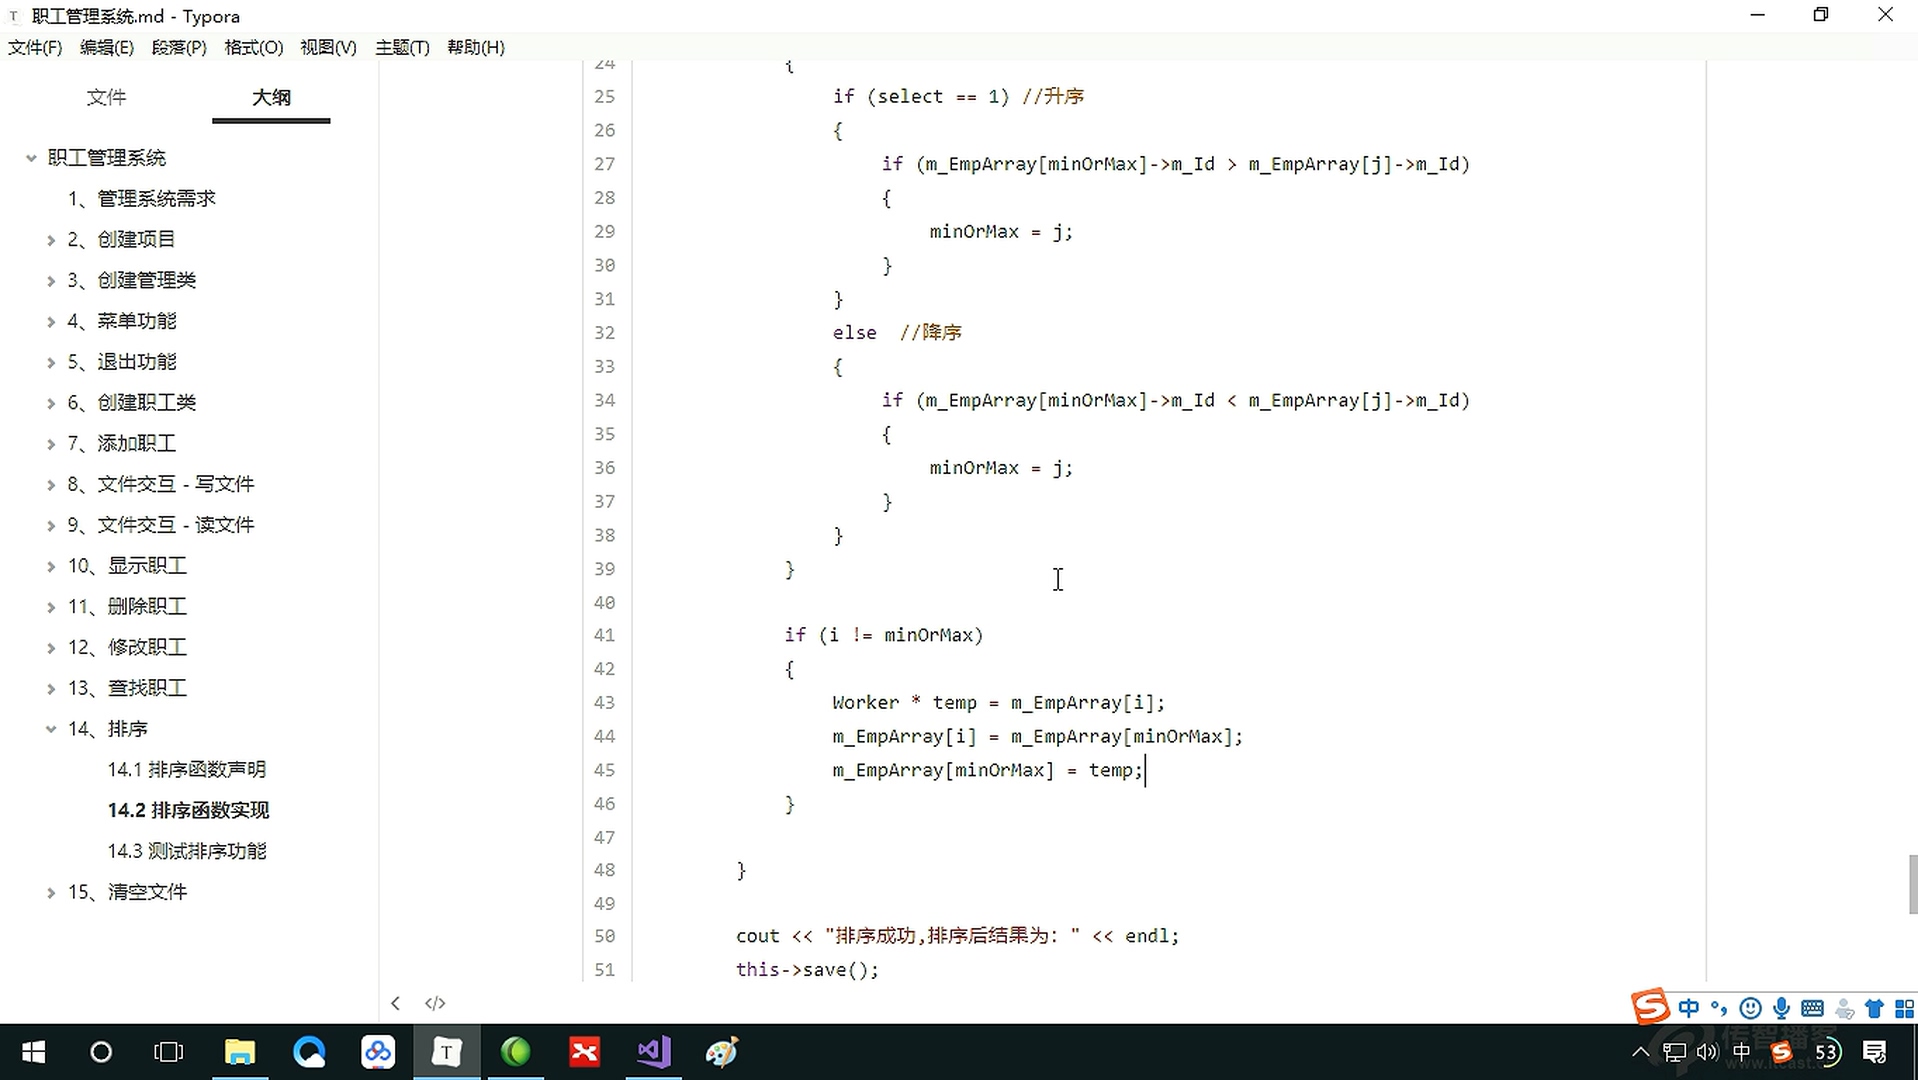 职工管理系统.md - Typora
文件(F) 编辑(E) 段落(P) 格式(O) 视图(V) 主题(T) 帮助(H)
文件 大纲
职工管理系统
1、管理系统需求
2、创建项目
3、创建管理类
4、菜单功能
5、退出功能
6、创建职工类
7、添加职工
8、文件交互 - 写文件
9、文件交互 - 读文件
10、显示职工
11、删除职工
12、修改职工
13、查找职工
14、排序
14.1 排序函数声明
14.2 排序函数实现
14.3 测试排序功能
15、清空文件
24 {
25 if (select == 1) //升序
26 {
27 if (m_EmpArray[minOrMax]->m_Id > m_EmpArray[j]->m_Id)
28 {
29 minOrMax = j;
30 }
31 }
32 else //降序
33 {
34 if (m_EmpArray[minOrMax]->m_Id < m_EmpArray[j]->m_Id)
35 {
36 minOrMax = j;
37 }
38 }
39 }
40
41 if (i != minOrMax)
42 {
43 Worker * temp = m_EmpArray[i];
44 m_EmpArray[i] = m_EmpArray[minOrMax];
45 m_EmpArray[minOrMax] = temp;
46 }
47
48 }
49
50 cout << "排序成功,排序后结果为：" << endl;
51 this->save();
中
传智播客
中 53